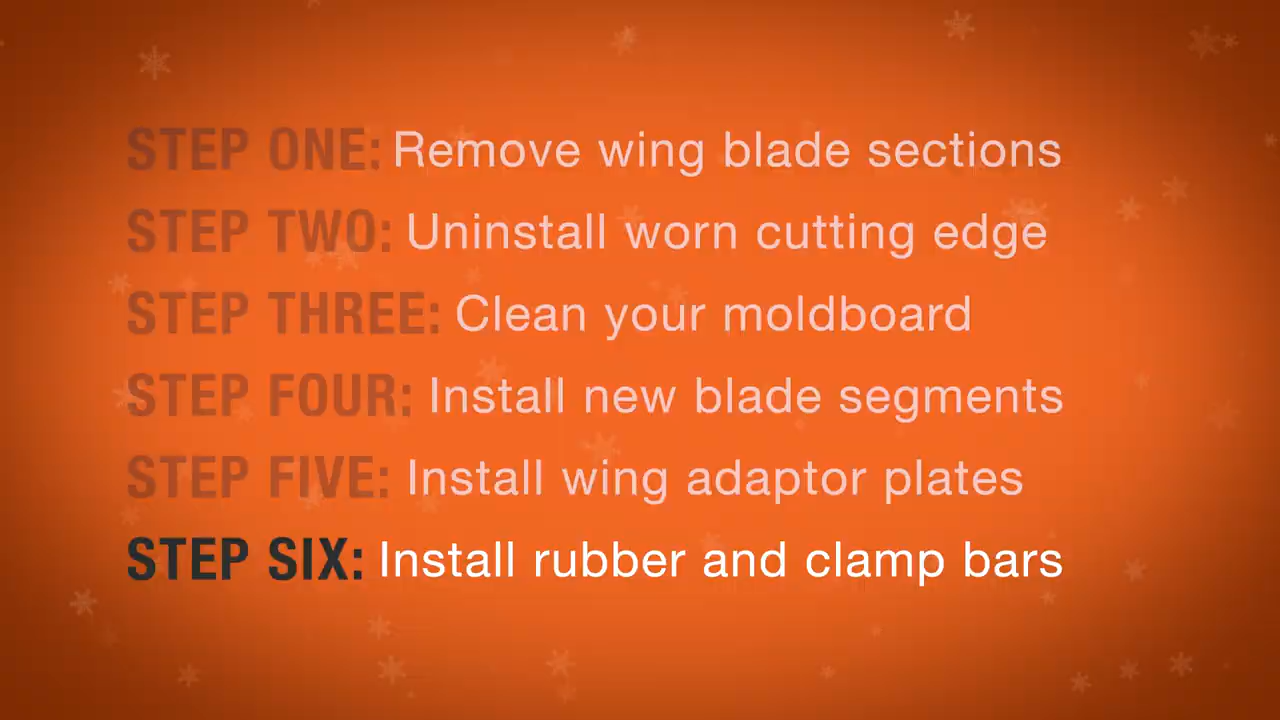 STEP ONE: Remove wing blade sections
STEP TWO: Uninstall worn cutting edge
STEP THREE: Clean your moldboard
STEP FOUR: Install new blade segments
STEP FIVE: Install wing adaptor plates
STEP SIX: Install rubber and clamp bars